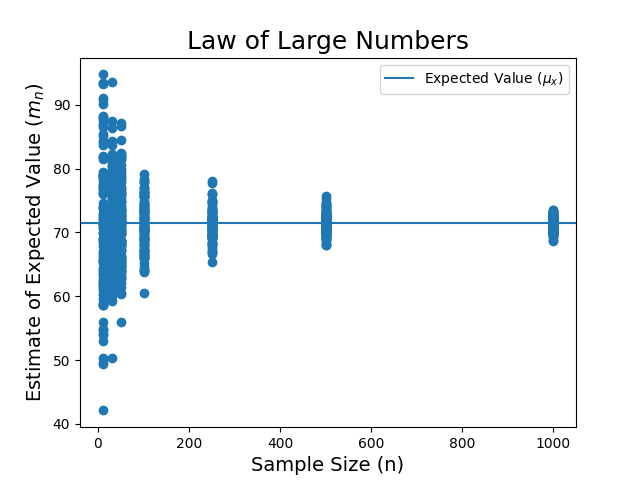 Law of Large Numbers
Expected Value (μₓ)
Estimate of Expected Value (mₙ)
90
80
70
60
50
40
0 200 400 600 800 1000
Sample Size (n)